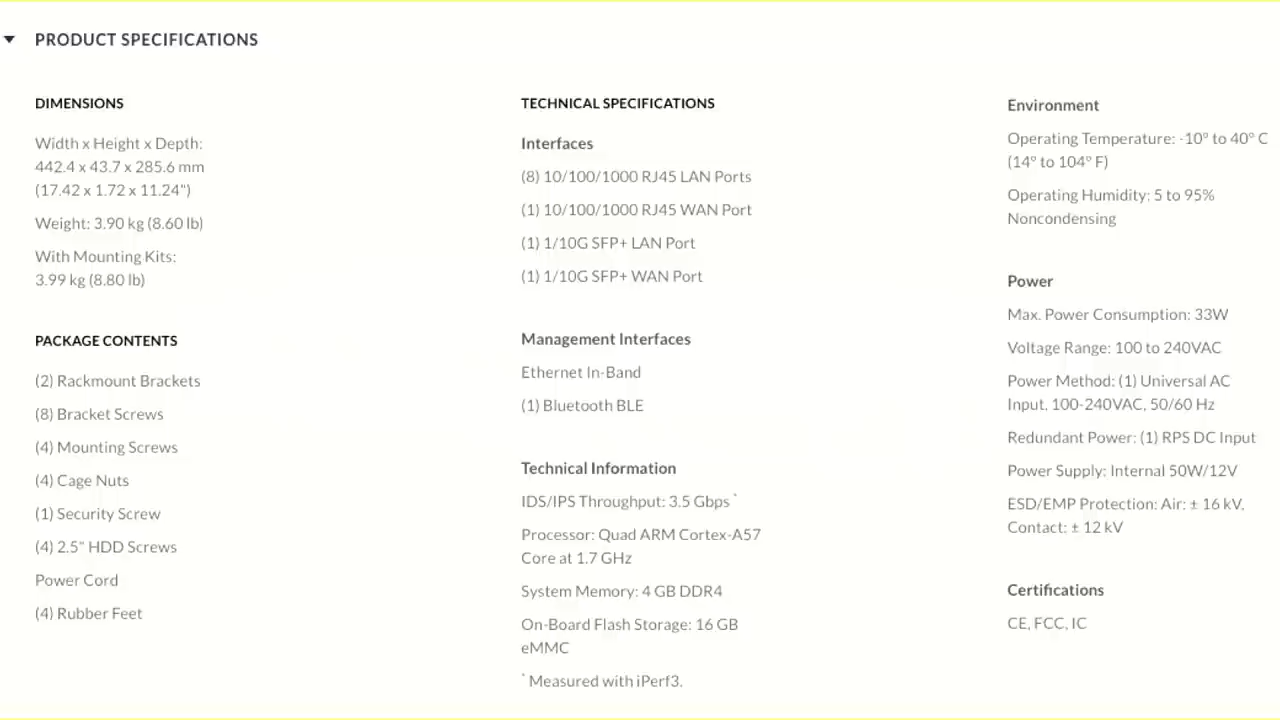 PRODUCT SPECIFICATIONS
DIMENSIONS
Width x Height x Depth:
442.4 x 43.7 x 285.6 mm
(17.42 x 1.72 x 11.24")
Weight: 3.90 kg (8.60 lb)
With Mounting Kits:
3.99 kg (8.80 lb)
PACKAGE CONTENTS
(2) Rackmount Brackets
(8) Bracket Screws
(4) Mounting Screws
(4) Cage Nuts
(1) Security Screw
(4) 2.5" HDD Screws
Power Cord
(4) Rubber Feet
TECHNICAL SPECIFICATIONS
Interfaces
(8) 10/100/1000 RJ45 LAN Ports
(1) 10/100/1000 RJ45 WAN Port
(1) 1/10G SFP+ LAN Port
(1) 1/10G SFP+ WAN Port
Management Interfaces
Ethernet In-Band
(1) Bluetooth BLE
Technical Information
IDS/IPS Throughput: 3.5 Gbps *
Processor: Quad ARM Cortex-A57
Core at 1.7 GHz
System Memory: 4 GB DDR4
On-Board Flash Storage: 16 GB
eMMC
* Measured with iPerf3.
Environment
Operating Temperature: -10° to 40° C
(14° to 104° F)
Operating Humidity: 5 to 95%
Noncondensing
Power
Max. Power Consumption: 33W
Voltage Range: 100 to 240VAC
Power Method: (1) Universal AC
Input, 100-240VAC, 50/60 Hz
Redundant Power: (1) RPS DC Input
Power Supply: Internal 50W/12V
ESD/EMP Protection: Air: ± 16 kV,
Contact: ± 12 kV
Certifications
CE, FCC, IC